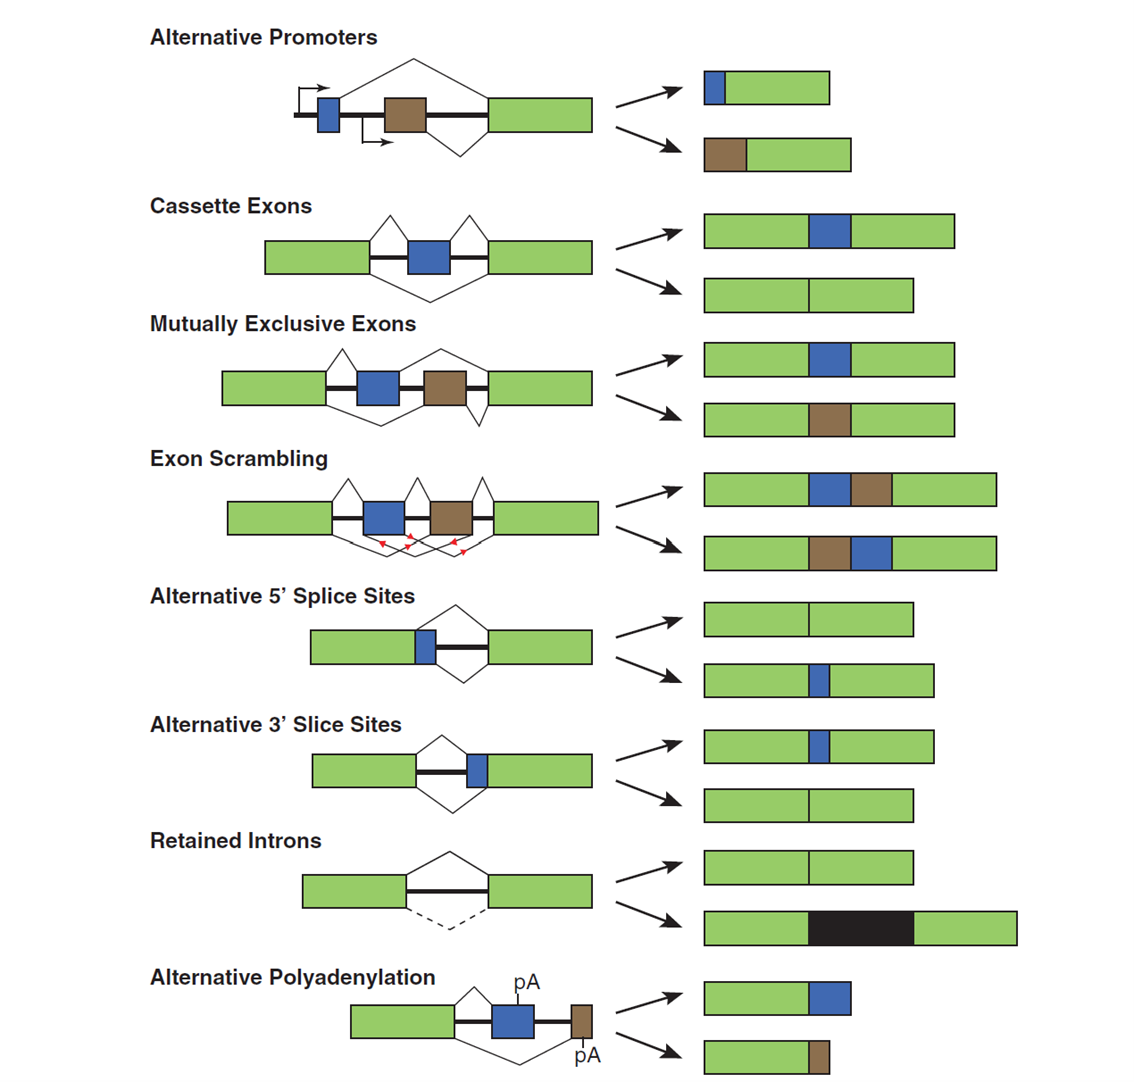 Alternative Promoters
Cassette Exons
Mutually Exclusive Exons
Exon Scrambling
Alternative 5’ Splice Sites
Alternative 3’ Slice Sites
Retained Introns
Alternative Polyadenylation
pA
pA